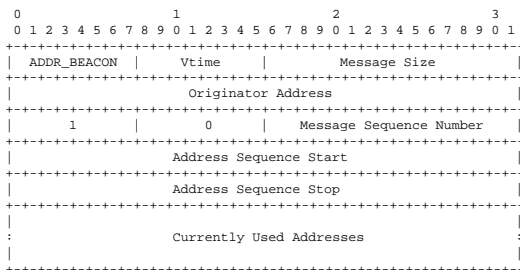 0                   1                   2                   3
0 1 2 3 4 5 6 7 8 9 0 1 2 3 4 5 6 7 8 9 0 1 2 3 4 5 6 7 8 9 0 1
+-+-+-+-+-+-+-+-+-+-+-+-+-+-+-+-+-+-+-+-+-+-+-+-+-+-+-+-+-+-+-+-+
|  ADDR_BEACON  |     Vtime     |         Message Size          |
+-+-+-+-+-+-+-+-+-+-+-+-+-+-+-+-+-+-+-+-+-+-+-+-+-+-+-+-+-+-+-+-+
|                      Originator Address                       |
+-+-+-+-+-+-+-+-+-+-+-+-+-+-+-+-+-+-+-+-+-+-+-+-+-+-+-+-+-+-+-+-+
|       1       |       0       |    Message Sequence Number    |
+-+-+-+-+-+-+-+-+-+-+-+-+-+-+-+-+-+-+-+-+-+-+-+-+-+-+-+-+-+-+-+-+
|                    Address Sequence Start                     |
+-+-+-+-+-+-+-+-+-+-+-+-+-+-+-+-+-+-+-+-+-+-+-+-+-+-+-+-+-+-+-+-+
|                    Address Sequence Stop                      |
+-+-+-+-+-+-+-+-+-+-+-+-+-+-+-+-+-+-+-+-+-+-+-+-+-+-+-+-+-+-+-+-+
|                                                               |
:                    Currently Used Addresses                   :
|                                                               |
+-+-+-+-+-+-+-+-+-+-+-+-+-+-+-+-+-+-+-+-+-+-+-+-+-+-+-+-+-+-+-+-+